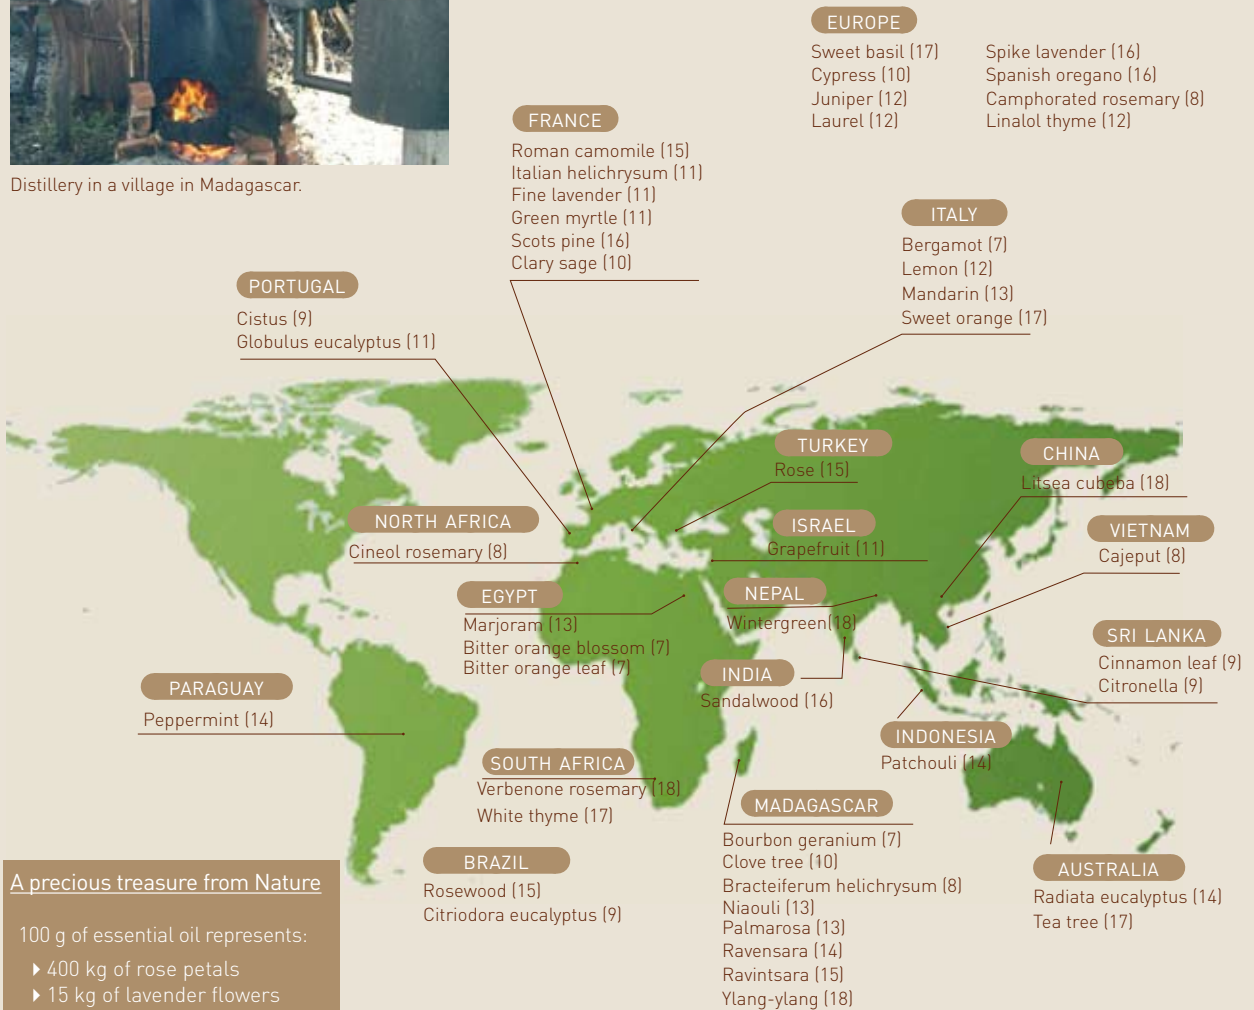 EUROPE
Sweet basil (17)
Cypress (10)
Juniper (12)
Laurel (12)
Spike lavender (16)
Spanish oregano (16)
Camphorated rosemary (8)
Linalol thyme (12)
Distillery in a village in Madagascar.
FRANCE
Roman camomile (15)
Italian helichrysum (11)
Fine lavender (11)
Green myrtle (11)
Scots pine (16)
Clary sage (10)
ITALY
Bergamot (7)
Lemon (12)
Mandarin (13)
Sweet orange (17)
PORTUGAL
Cistus (9)
Globulus eucalyptus (11)
TURKEY
Rose (15)
CHINA
Litsea cubeba (18)
NORTH AFRICA
Cineol rosemary (8)
ISRAEL
Grapefruit (11)
VIETNAM
Cajeput (8)
EGYPT
Marjoram (13)
Bitter orange blossom (7)
Bitter orange leaf (7)
NEPAL
Wintergreen(18)
SRI LANKA
Cinnamon leaf (9)
Citronella (9)
INDIA
Sandalwood (16)
PARAGUAY
Peppermint (14)
INDONESIA
Patchouli (14)
SOUTH AFRICA
Verbenone rosemary (18)
White thyme (17)
MADAGASCAR
Bourbon geranium (7)
Clove tree (10)
Bracteiferum helichrysum (8)
Niaouli (13)
Palmarosa (13)
Ravensara (14)
Ravintsara (15)
Ylang-ylang (18)
BRAZIL
Rosewood (15)
Citriodora eucalyptus (9)
AUSTRALIA
Radiata eucalyptus (14)
Tea tree (17)
A precious treasure from Nature
100 g of essential oil represents:
400 kg of rose petals
15 kg of lavender flowers